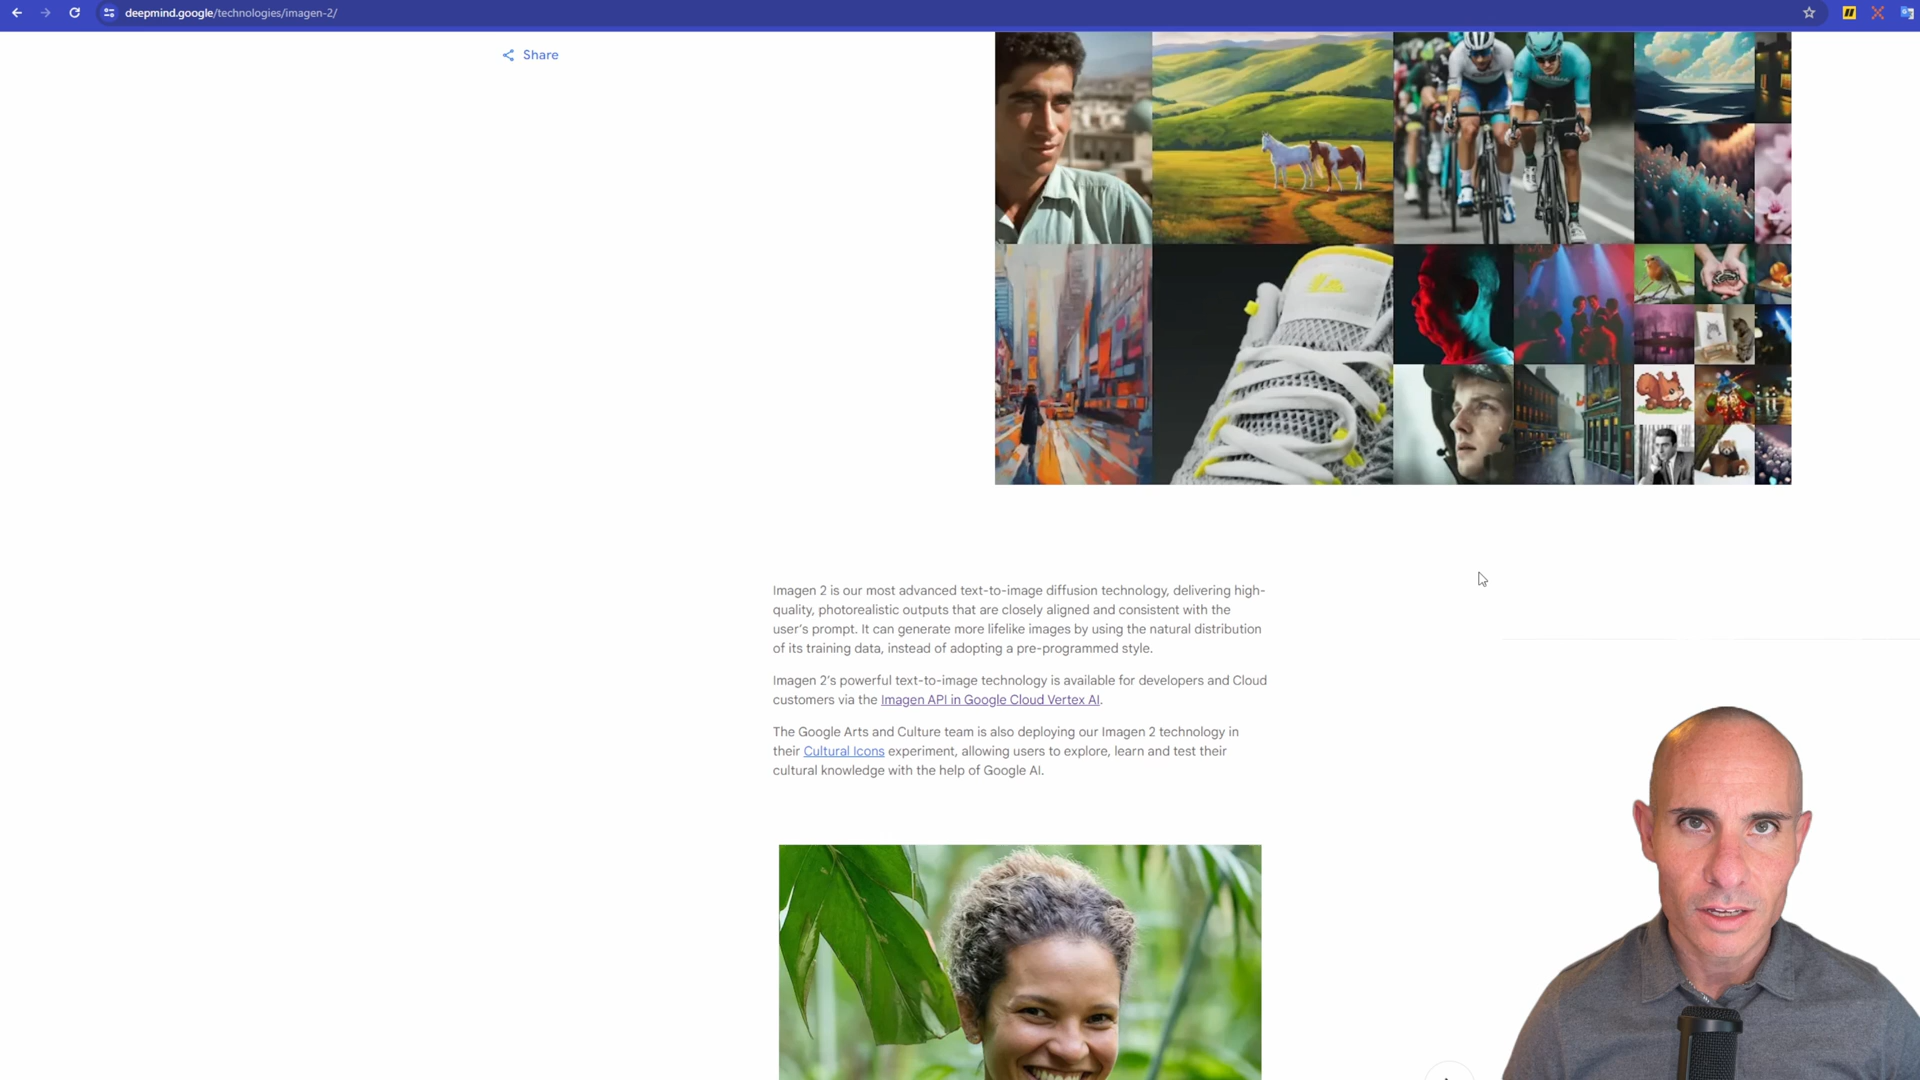 deepmind.google/technologies/imagen-2/
Share
Imagen 2 is our most advanced text-to-image diffusion technology, delivering high-
quality, photorealistic outputs that are closely aligned and consistent with the
user's prompt. It can generate more lifelike images by using the natural distribution
of its training data, instead of adopting a pre-programmed style.
Imagen 2's powerful text-to-image technology is available for developers and Cloud
customers via the Imagen API in Google Cloud Vertex AI.
The Google Arts and Culture team is also deploying our Imagen 2 technology in
their Cultural Icons experiment, allowing users to explore, learn and test their
cultural knowledge with the help of Google AI.